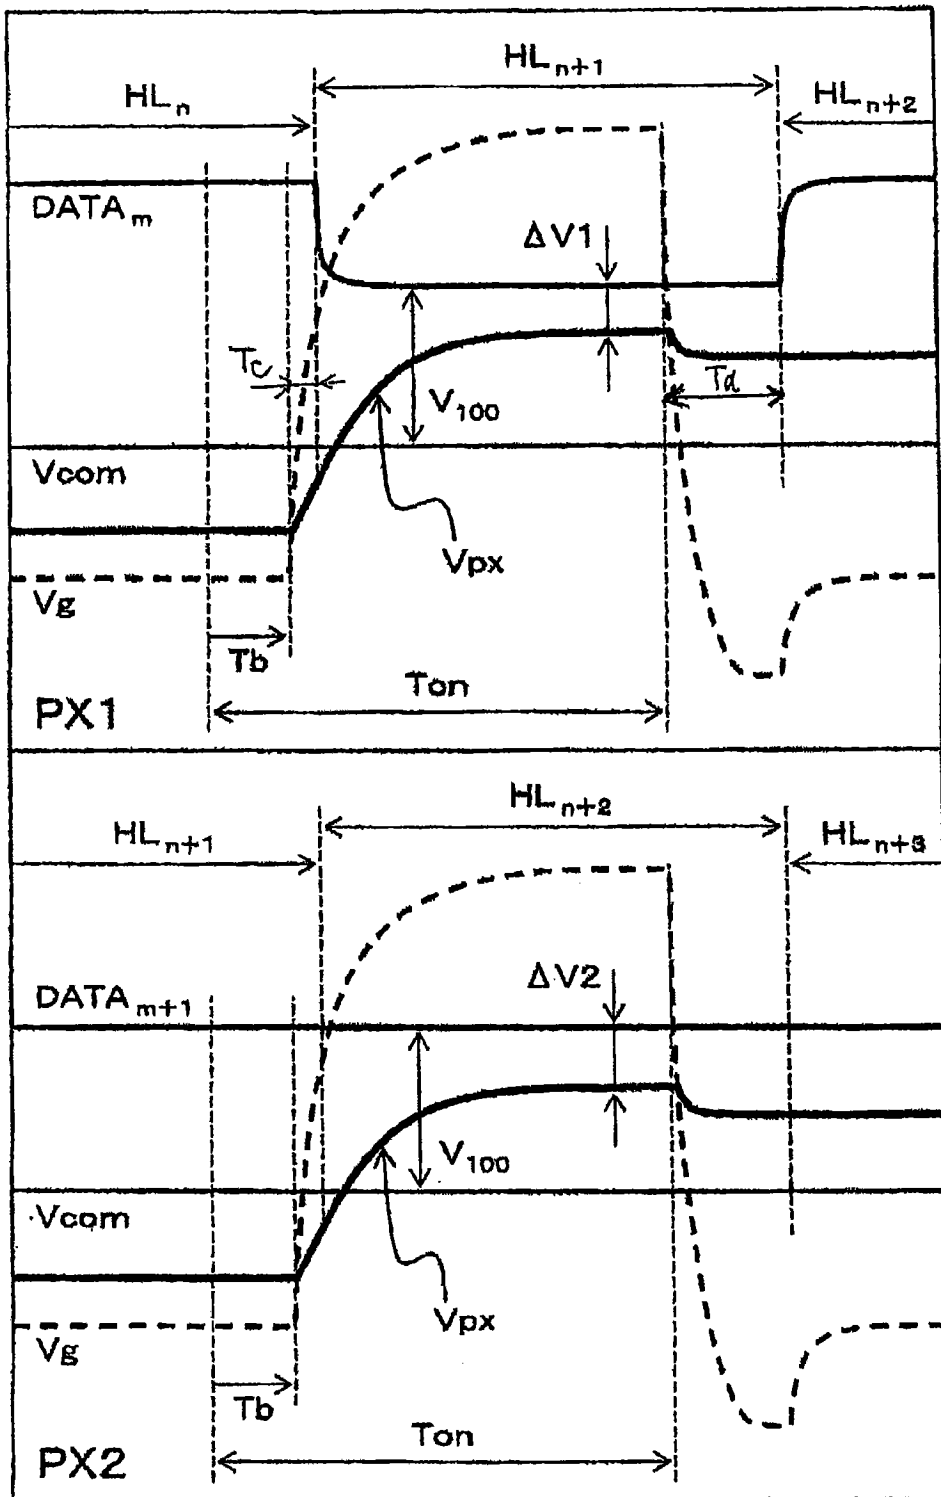 HLn+1
HLn
HLn+2
DATAm
ΔV1
Tc
Td
V100
Vcom
Vpx
Vg
Tb
Ton
PX1
HLn+2
HLn+1
HLn+3
DATAm+1
ΔV2
V100
Vcom
Vpx
Vg
Tb
Ton
PX2